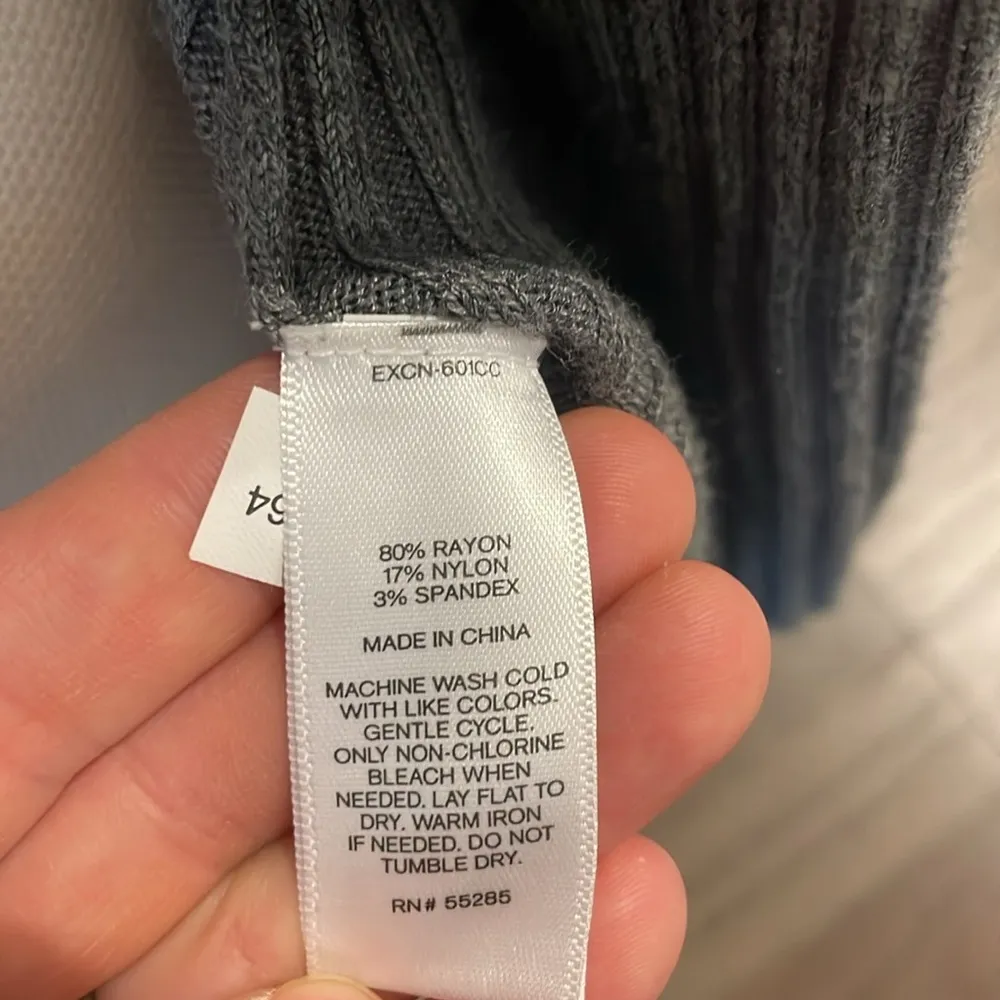 EXCN-601CC
64
80% RAYON
17% NYLON
3% SPANDEX
MADE IN CHINA
MACHINE WASH COLD
WITH LIKE COLORS.
GENTLE CYCLE.
ONLY NON-CHLORINE
BLEACH WHEN
NEEDED. LAY FLAT TO
DRY. WARM IRON
IF NEEDED. DO NOT
TUMBLE DRY.
RN# 55285